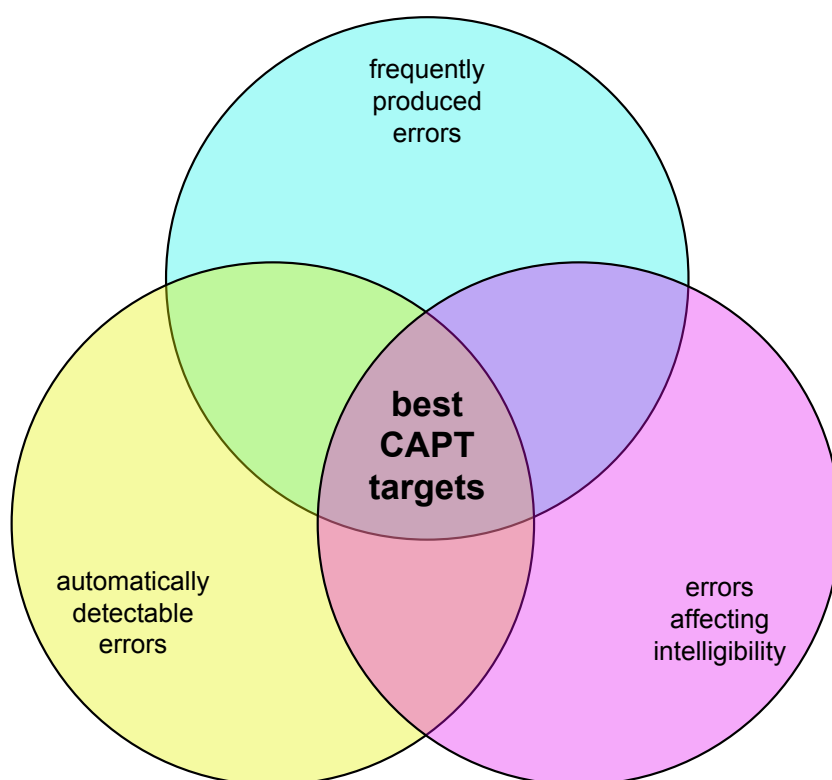 frequently
produced
errors
best
CAPT
targets
automatically
detectable
errors
errors
affecting
intelligibility